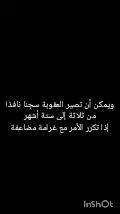 ويمكن أن تصير العقوبة سجنا نافذا
من ثلاثة إلى ستة أشهر
إذا تكرر الأمر مع غرامة مضاعفة
InShOt